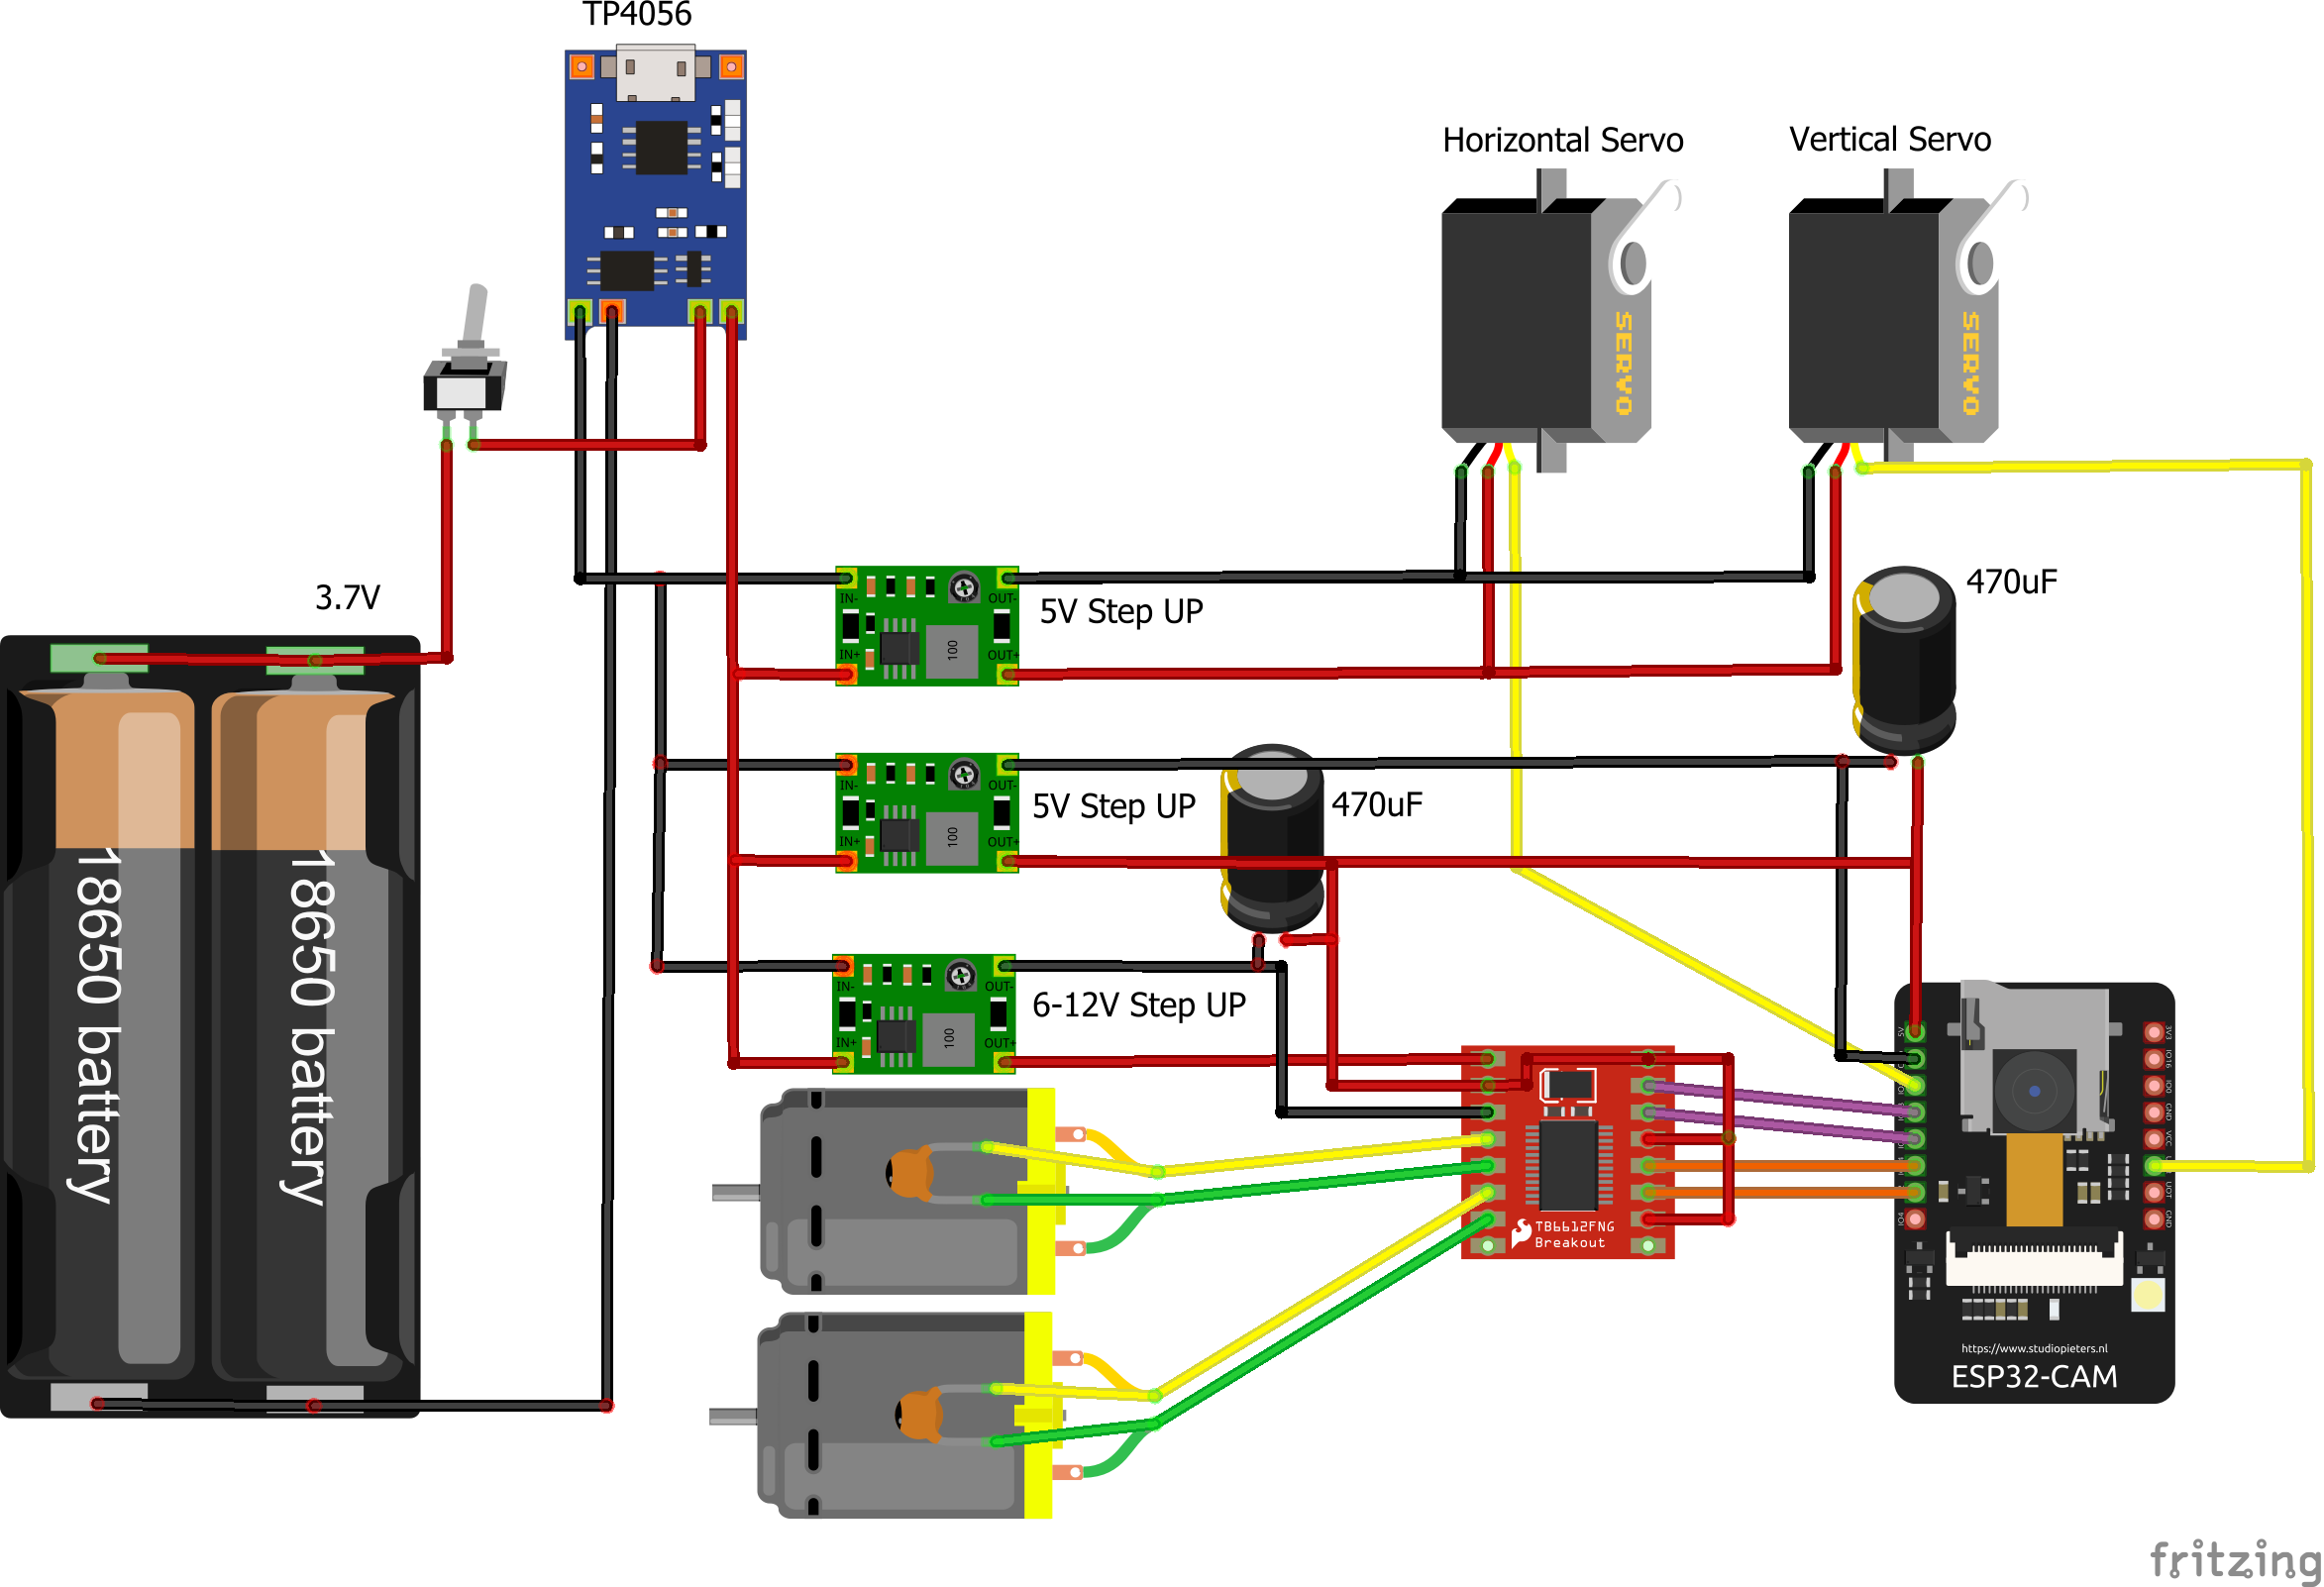 TP4056
Horizontal Servo
Vertical Servo
SERVO
SERVO
3.7V
470uF
IN-
OUT-
5V Step UP
100
IN+
OUT+
IN-
OUT-
5V Step UP
470uF
100
IN+
OUT+
IN-
OUT-
6-12V Step UP
100
IN+
OUT+
18650 battery
18650 battery
5V
3V3
IO16
IO0
GND
VCC
UOT
GND
IO4
TB6612FNG
Breakout
https://www.studiopieters.nl
ESP32-CAM
fritzing